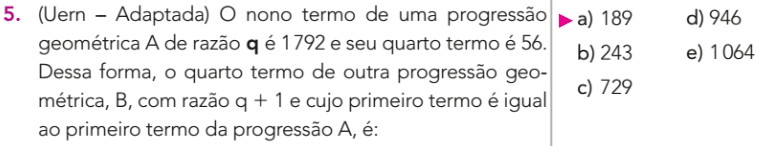 5. (Uern – Adaptada) O nono termo de uma progressão
geométrica A de razão q é 1792 e seu quarto termo é 56.
Dessa forma, o quarto termo de outra progressão geo-
métrica, B, com razão q + 1 e cujo primeiro termo é igual
ao primeiro termo da progressão A, é:
a) 189
b) 243
c) 729
d) 946
e) 1064